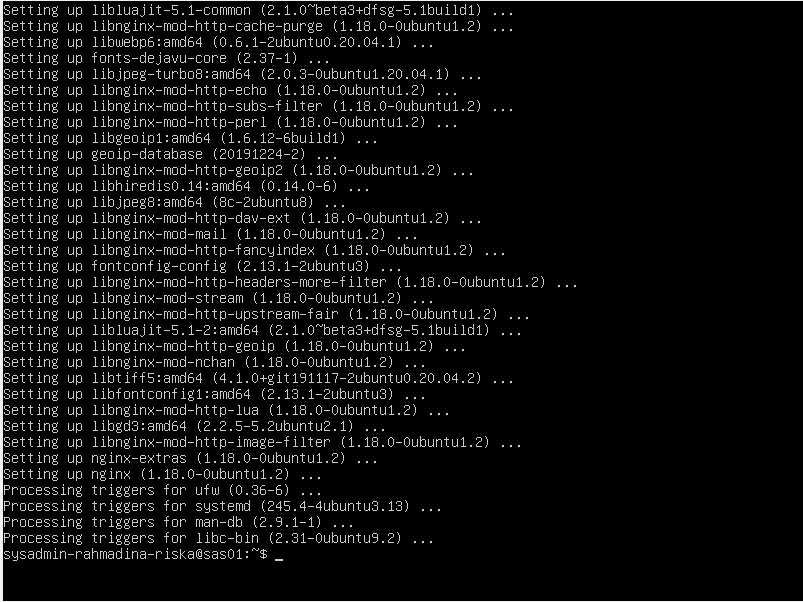 Setting up libluajit-5.1-common (2.1.0~beta3+dfsg-5.1build1) ...
Setting up libnginx-mod-http-cache-purge (1.18.0-0ubuntu1.2) ...
Setting up libwebp6:amd64 (0.6.1-2ubuntu0.20.04.1) ...
Setting up fonts-dejavu-core (2.37-1) ...
Setting up libjpeg-turbo8:amd64 (2.0.3-0ubuntu1.20.04.1) ...
Setting up libnginx-mod-http-echo (1.18.0-0ubuntu1.2) ...
Setting up libnginx-mod-http-subs-filter (1.18.0-0ubuntu1.2) ...
Setting up libnginx-mod-http-perl (1.18.0-0ubuntu1.2) ...
Setting up libgeoip1:amd64 (1.6.12-6build1) ...
Setting up geoip-database (20191224-2) ...
Setting up libnginx-mod-http-geoip2 (1.18.0-0ubuntu1.2) ...
Setting up libhiredis0.14:amd64 (0.14.0-6) ...
Setting up libjpeg8:amd64 (8c-2ubuntu8) ...
Setting up libnginx-mod-http-dav-ext (1.18.0-0ubuntu1.2) ...
Setting up libnginx-mod-mail (1.18.0-0ubuntu1.2) ...
Setting up libnginx-mod-http-fancyindex (1.18.0-0ubuntu1.2) ...
Setting up fontconfig-config (2.13.1-2ubuntu3) ...
Setting up libnginx-mod-http-headers-more-filter (1.18.0-0ubuntu1.2) ...
Setting up libnginx-mod-stream (1.18.0-0ubuntu1.2) ...
Setting up libnginx-mod-http-upstream-fair (1.18.0-0ubuntu1.2) ...
Setting up libluajit-5.1-2:amd64 (2.1.0~beta3+dfsg-5.1build1) ...
Setting up libnginx-mod-http-geoip (1.18.0-0ubuntu1.2) ...
Setting up libnginx-mod-nchan (1.18.0-0ubuntu1.2) ...
Setting up libtiff5:amd64 (4.1.0+git191117-2ubuntu0.20.04.2) ...
Setting up libfontconfig1:amd64 (2.13.1-2ubuntu3) ...
Setting up libnginx-mod-http-lua (1.18.0-0ubuntu1.2) ...
Setting up libgd3:amd64 (2.2.5-5.2ubuntu2.1) ...
Setting up libnginx-mod-http-image-filter (1.18.0-0ubuntu1.2) ...
Setting up nginx-extras (1.18.0-0ubuntu1.2) ...
Setting up nginx (1.18.0-0ubuntu1.2) ...
Processing triggers for ufw (0.36-6) ...
Processing triggers for systemd (245.4-4ubuntu3.13) ...
Processing triggers for man-db (2.9.1-1) ...
Processing triggers for libc-bin (2.31-0ubuntu9.2) ...
sysadmin-rahmadina-riska@sas01:~$ _